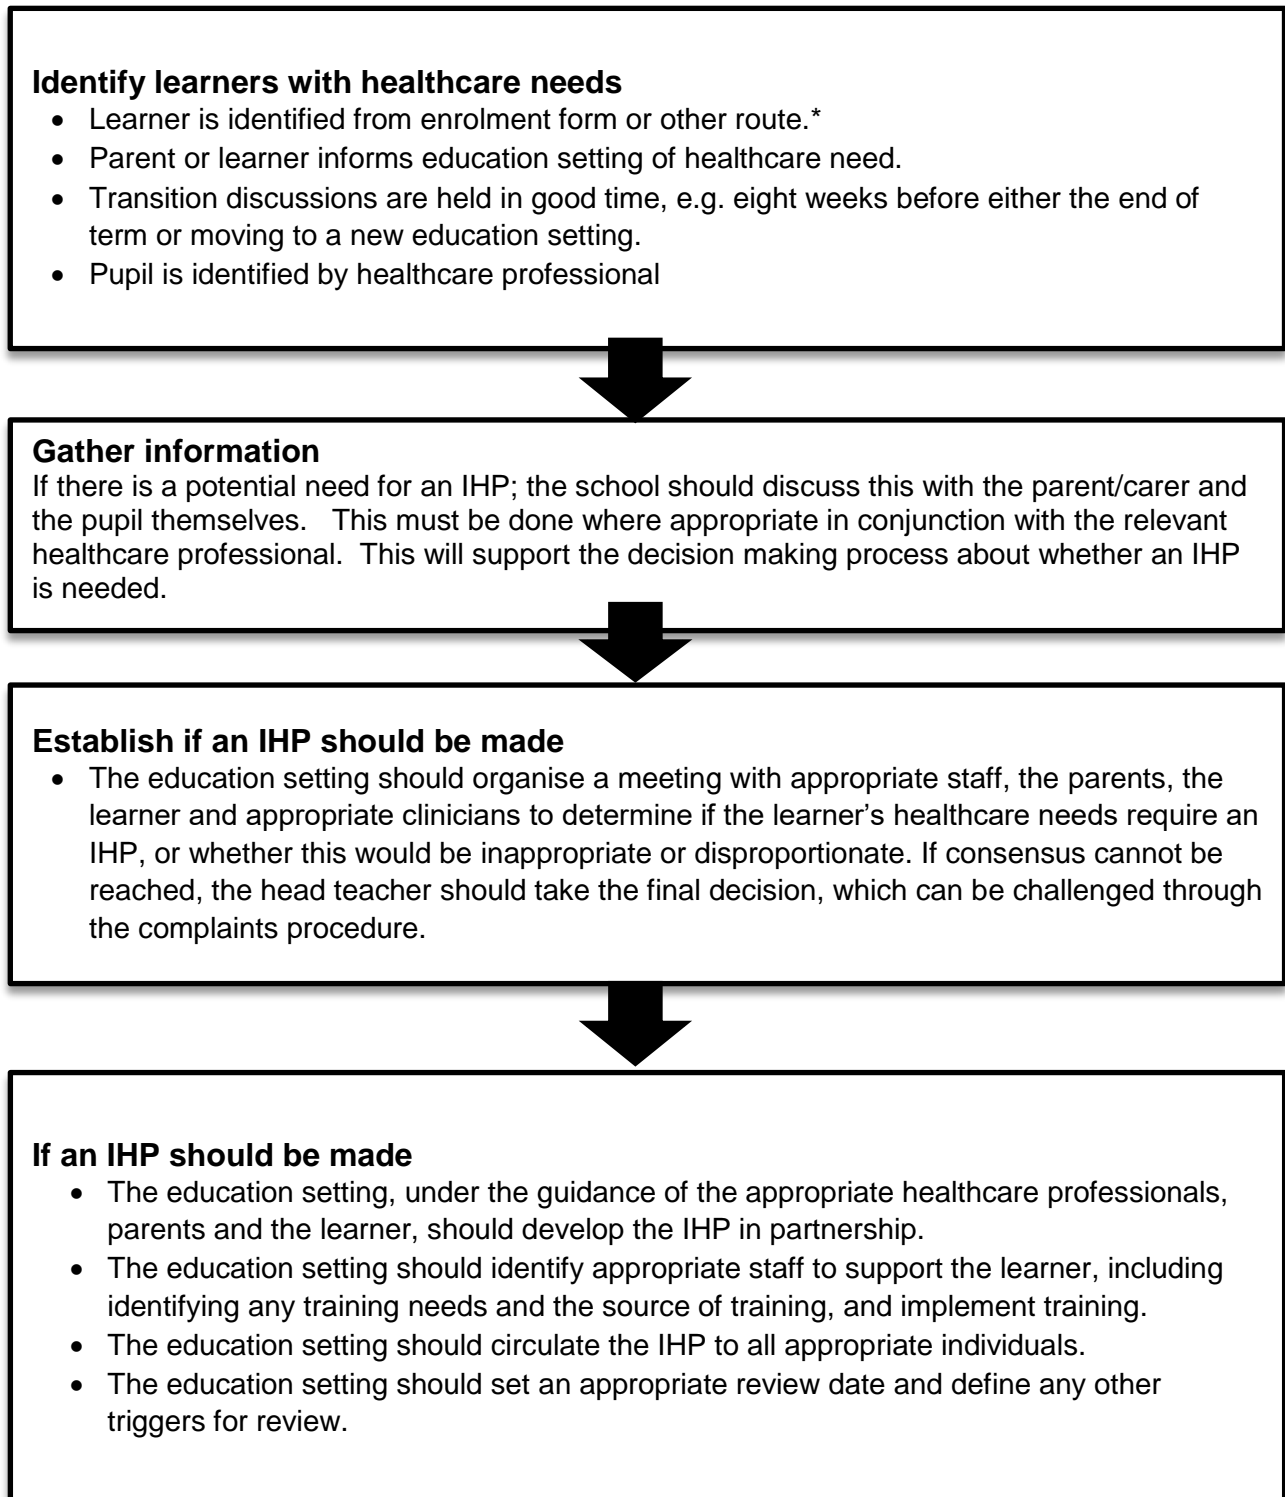 Identify learners with healthcare needs
• Learner is identified from enrolment form or other route.*
• Parent or learner informs education setting of healthcare need.
• Transition discussions are held in good time, e.g. eight weeks before either the end of
term or moving to a new education setting.
• Pupil is identified by healthcare professional
Gather information
If there is a potential need for an IHP; the school should discuss this with the parent/carer and
the pupil themselves.   This must be done where appropriate in conjunction with the relevant
healthcare professional.  This will support the decision making process about whether an IHP
is needed.
Establish if an IHP should be made
• The education setting should organise a meeting with appropriate staff, the parents, the
learner and appropriate clinicians to determine if the learner’s healthcare needs require an
IHP, or whether this would be inappropriate or disproportionate. If consensus cannot be
reached, the head teacher should take the final decision, which can be challenged through
the complaints procedure.
If an IHP should be made
• The education setting, under the guidance of the appropriate healthcare professionals,
parents and the learner, should develop the IHP in partnership.
• The education setting should identify appropriate staff to support the learner, including
identifying any training needs and the source of training, and implement training.
• The education setting should circulate the IHP to all appropriate individuals.
• The education setting should set an appropriate review date and define any other
triggers for review.